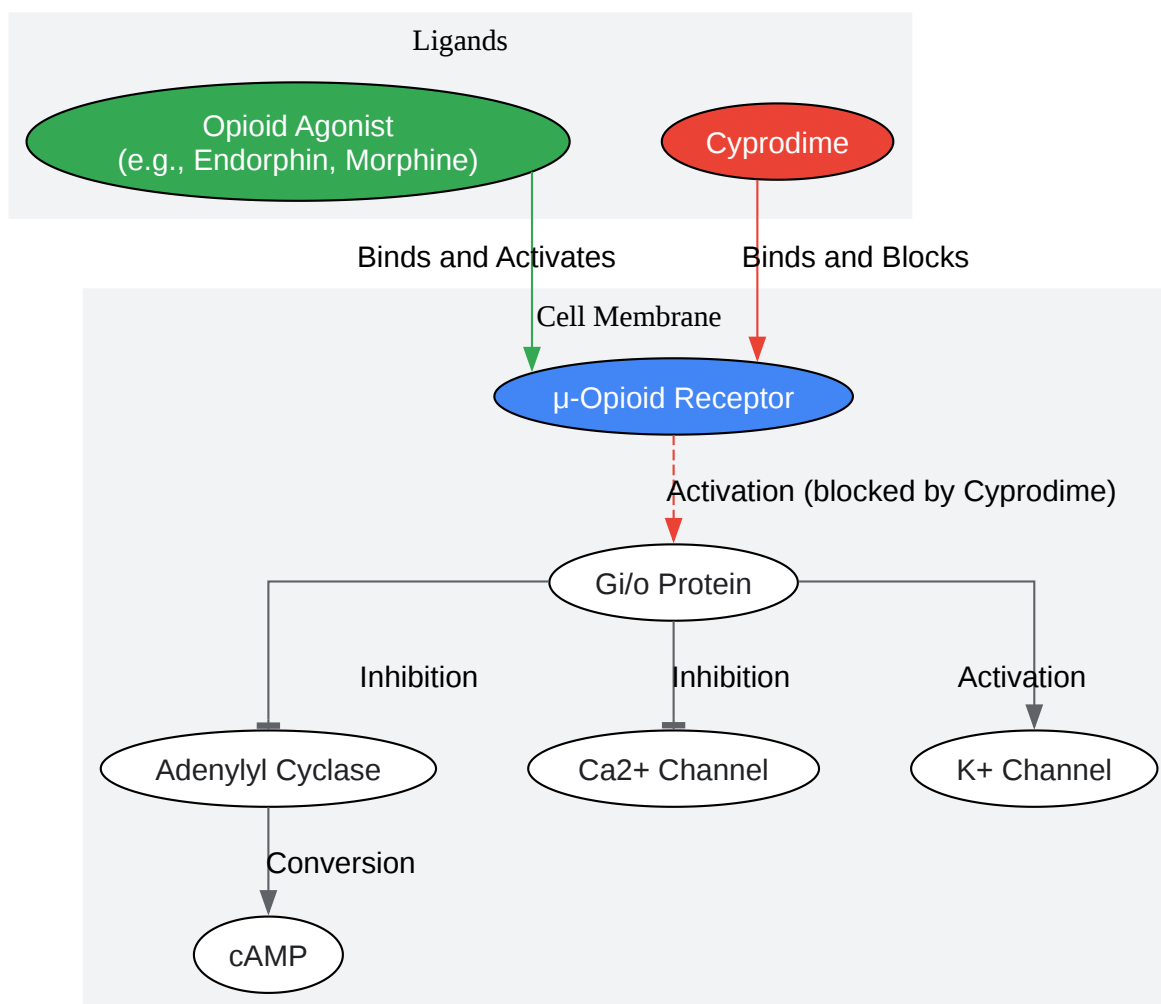 Ligands
Opioid Agonist
(e.g., Endorphin, Morphine)
Cyprodime
Binds and Activates
Binds and Blocks
Cell Membrane
μ-Opioid Receptor
Activation (blocked by Cyprodime)
Gi/o Protein
Inhibition
Inhibition
Activation
Adenylyl Cyclase
Ca2+ Channel
K+ Channel
Conversion
cAMP